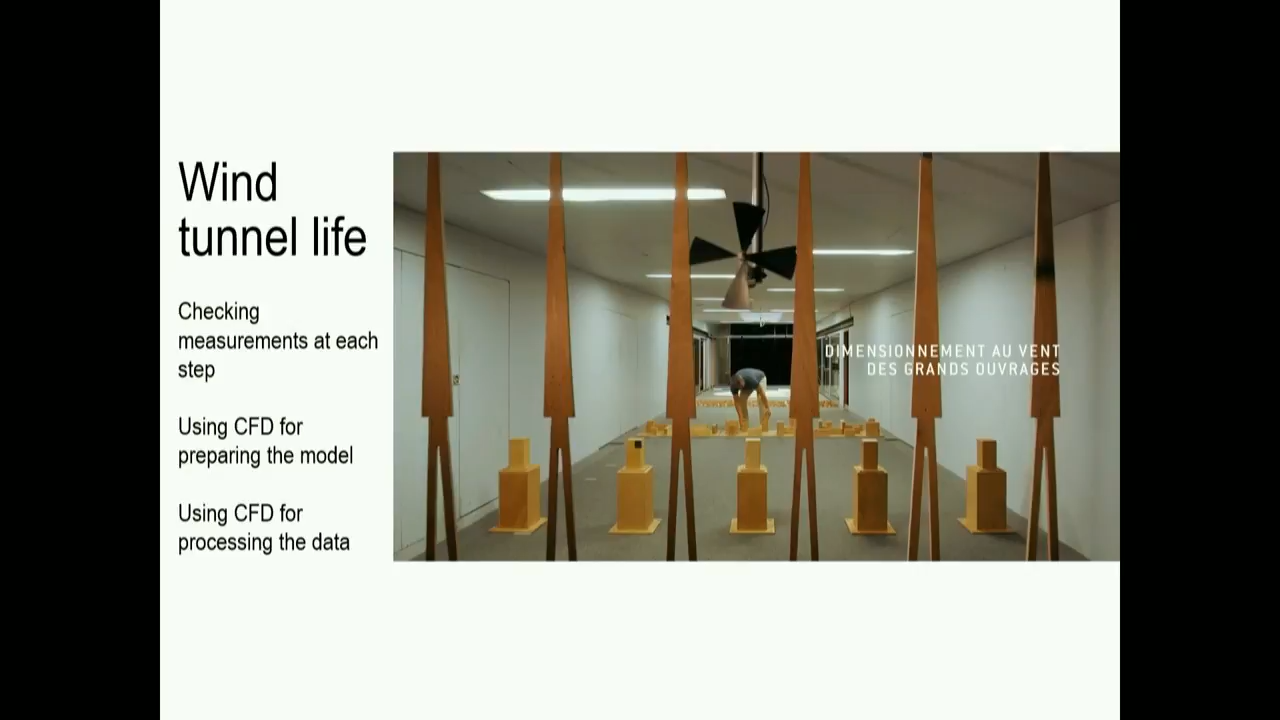 Wind
tunnel life
Checking
measurements at each
step
Using CFD for
preparing the model
Using CFD for
processing the data
DIMENSIONNEMENT AU VENT
DES GRANDS OUVRAGES